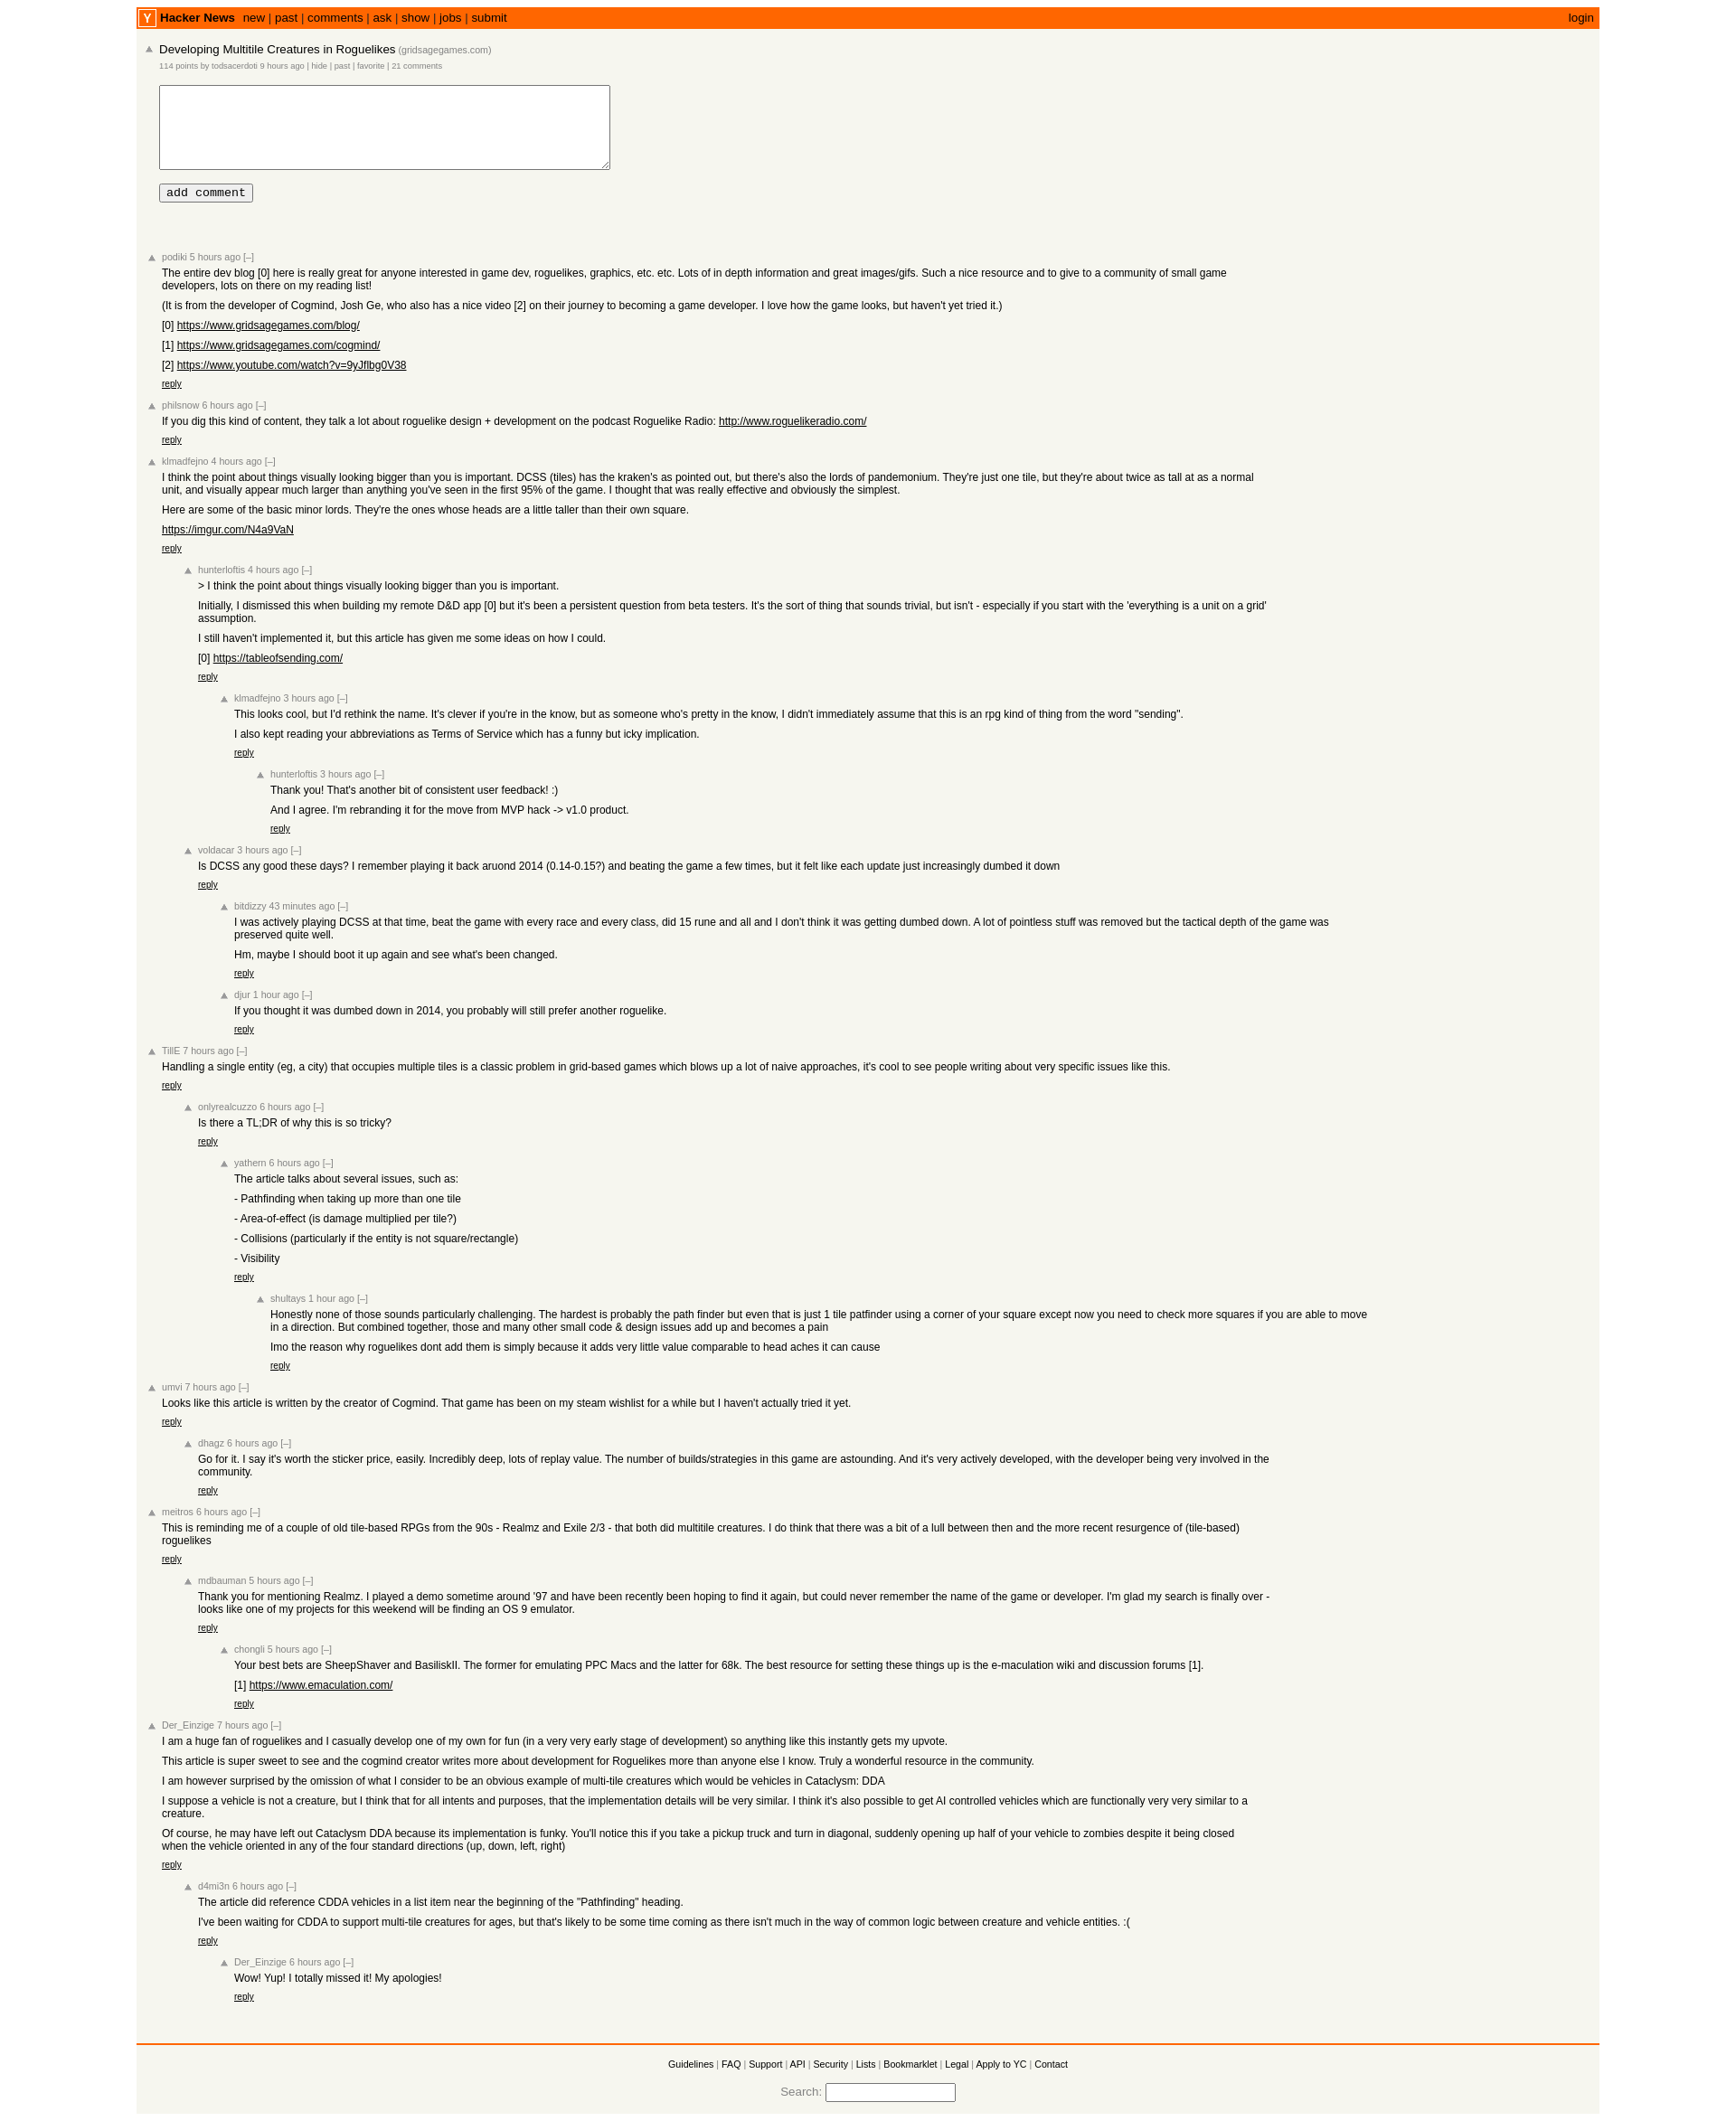 Y Hacker News new | past | comments | ask | show | jobs | submit login
Developing Multitile Creatures in Roguelikes (gridsagegames.com)
114 points by todsacerdoti 9 hours ago | hide | past | favorite | 21 comments
add comment
podiki 5 hours ago [–]
The entire dev blog [0] here is really great for anyone interested in game dev, roguelikes, graphics, etc. etc. Lots of in depth information and great images/gifs. Such a nice resource and to give to a community of small game
developers, lots on there on my reading list!
(It is from the developer of Cogmind, Josh Ge, who also has a nice video [2] on their journey to becoming a game developer. I love how the game looks, but haven't yet tried it.)
[0] https://www.gridsagegames.com/blog/
[1] https://www.gridsagegames.com/cogmind/
[2] https://www.youtube.com/watch?v=9yJflbg0V38
reply
philsnow 6 hours ago [–]
If you dig this kind of content, they talk a lot about roguelike design + development on the podcast Roguelike Radio: http://www.roguelikeradio.com/
reply
klmadfejno 4 hours ago [–]
I think the point about things visually looking bigger than you is important. DCSS (tiles) has the kraken's as pointed out, but there's also the lords of pandemonium. They're just one tile, but they're about twice as tall at as a normal
unit, and visually appear much larger than anything you've seen in the first 95% of the game. I thought that was really effective and obviously the simplest.
Here are some of the basic minor lords. They're the ones whose heads are a little taller than their own square.
https://imgur.com/N4a9VaN
reply
hunterloftis 4 hours ago [–]
> I think the point about things visually looking bigger than you is important.
Initially, I dismissed this when building my remote D&D app [0] but it's been a persistent question from beta testers. It's the sort of thing that sounds trivial, but isn't - especially if you start with the 'everything is a unit on a grid'
assumption.
I still haven't implemented it, but this article has given me some ideas on how I could.
[0] https://tableofsending.com/
reply
klmadfejno 3 hours ago [–]
This looks cool, but I'd rethink the name. It's clever if you're in the know, but as someone who's pretty in the know, I didn't immediately assume that this is an rpg kind of thing from the word "sending".
I also kept reading your abbreviations as Terms of Service which has a funny but icky implication.
reply
hunterloftis 3 hours ago [–]
Thank you! That's another bit of consistent user feedback! :)
And I agree. I'm rebranding it for the move from MVP hack -> v1.0 product.
reply
voldacar 3 hours ago [–]
Is DCSS any good these days? I remember playing it back aruond 2014 (0.14-0.15?) and beating the game a few times, but it felt like each update just increasingly dumbed it down
reply
bitdizzy 43 minutes ago [–]
I was actively playing DCSS at that time, beat the game with every race and every class, did 15 rune and all and I don't think it was getting dumbed down. A lot of pointless stuff was removed but the tactical depth of the game was
preserved quite well.
Hm, maybe I should boot it up again and see what's been changed.
reply
djur 1 hour ago [–]
If you thought it was dumbed down in 2014, you probably will still prefer another roguelike.
reply
TillE 7 hours ago [–]
Handling a single entity (eg, a city) that occupies multiple tiles is a classic problem in grid-based games which blows up a lot of naive approaches, it's cool to see people writing about very specific issues like this.
reply
onlyrealcuzzo 6 hours ago [–]
Is there a TL;DR of why this is so tricky?
reply
yathern 6 hours ago [–]
The article talks about several issues, such as:
- Pathfinding when taking up more than one tile
- Area-of-effect (is damage multiplied per tile?)
- Collisions (particularly if the entity is not square/rectangle)
- Visibility
reply
shultays 1 hour ago [–]
Honestly none of those sounds particularly challenging. The hardest is probably the path finder but even that is just 1 tile patfinder using a corner of your square except now you need to check more squares if you are able to move
in a direction. But combined together, those and many other small code & design issues add up and becomes a pain
Imo the reason why roguelikes dont add them is simply because it adds very little value comparable to head aches it can cause
reply
umvi 7 hours ago [–]
Looks like this article is written by the creator of Cogmind. That game has been on my steam wishlist for a while but I haven't actually tried it yet.
reply
dhagz 6 hours ago [–]
Go for it. I say it's worth the sticker price, easily. Incredibly deep, lots of replay value. The number of builds/strategies in this game are astounding. And it's very actively developed, with the developer being very involved in the
community.
reply
meitros 6 hours ago [–]
This is reminding me of a couple of old tile-based RPGs from the 90s - Realmz and Exile 2/3 - that both did multitile creatures. I do think that there was a bit of a lull between then and the more recent resurgence of (tile-based)
roguelikes
reply
mdbauman 5 hours ago [–]
Thank you for mentioning Realmz. I played a demo sometime around '97 and have been recently been hoping to find it again, but could never remember the name of the game or developer. I'm glad my search is finally over -
looks like one of my projects for this weekend will be finding an OS 9 emulator.
reply
chongli 5 hours ago [–]
Your best bets are SheepShaver and BasiliskII. The former for emulating PPC Macs and the latter for 68k. The best resource for setting these things up is the e-maculation wiki and discussion forums [1].
[1] https://www.emaculation.com/
reply
Der_Einzige 7 hours ago [–]
I am a huge fan of roguelikes and I casually develop one of my own for fun (in a very very early stage of development) so anything like this instantly gets my upvote.
This article is super sweet to see and the cogmind creator writes more about development for Roguelikes more than anyone else I know. Truly a wonderful resource in the community.
I am however surprised by the omission of what I consider to be an obvious example of multi-tile creatures which would be vehicles in Cataclysm: DDA
I suppose a vehicle is not a creature, but I think that for all intents and purposes, that the implementation details will be very similar. I think it's also possible to get AI controlled vehicles which are functionally very very similar to a
creature.
Of course, he may have left out Cataclysm DDA because its implementation is funky. You'll notice this if you take a pickup truck and turn in diagonal, suddenly opening up half of your vehicle to zombies despite it being closed
when the vehicle oriented in any of the four standard directions (up, down, left, right)
reply
d4mi3n 6 hours ago [–]
The article did reference CDDA vehicles in a list item near the beginning of the "Pathfinding" heading.
I've been waiting for CDDA to support multi-tile creatures for ages, but that's likely to be some time coming as there isn't much in the way of common logic between creature and vehicle entities. :(
reply
Der_Einzige 6 hours ago [–]
Wow! Yup! I totally missed it! My apologies!
reply
Guidelines | FAQ | Support | API | Security | Lists | Bookmarklet | Legal | Apply to YC | Contact
Search: